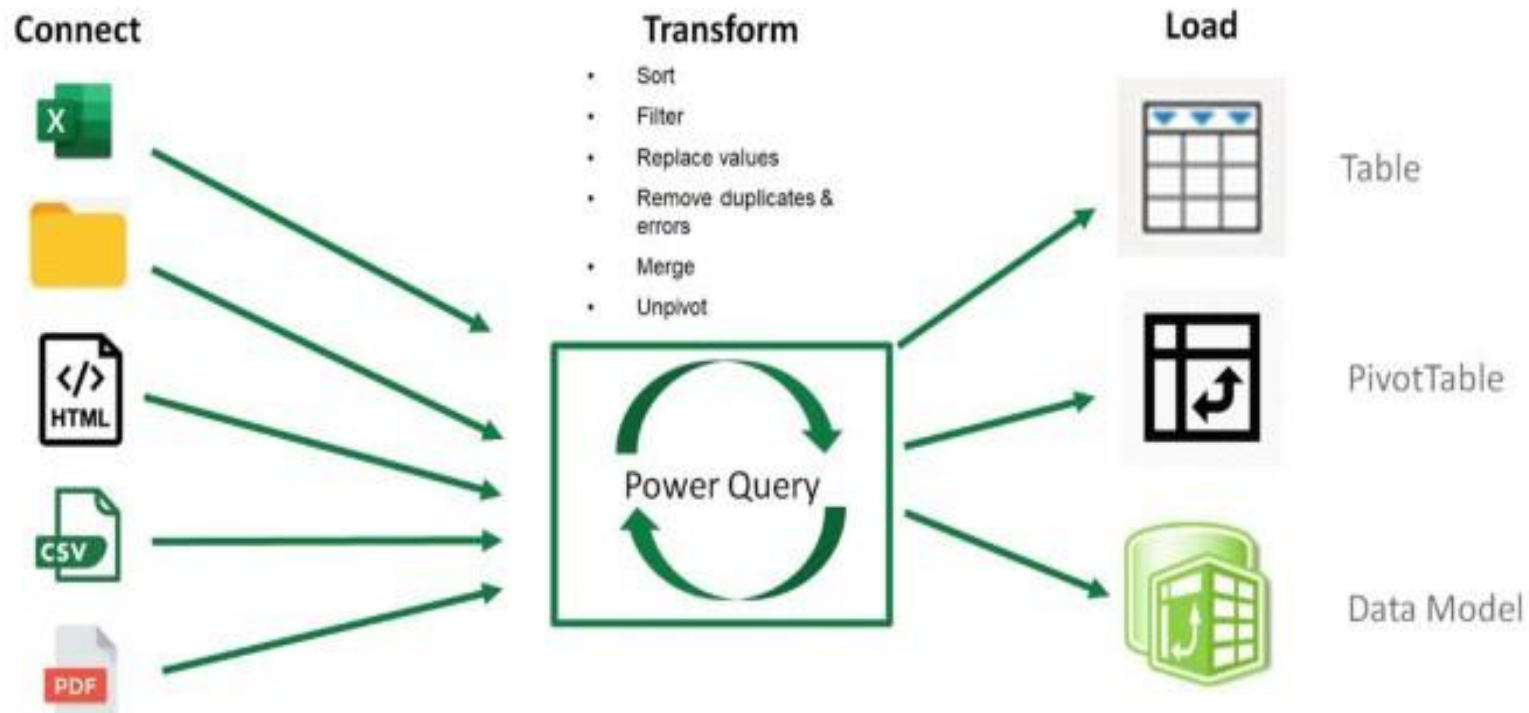 Connect
X
</>
HTML
CSV
PDF
Transform
• Sort
• Filter
• Replace values
• Remove duplicates &
errors
• Merge
• Unpivot
Power Query
Load
Table
PivotTable
Data Model